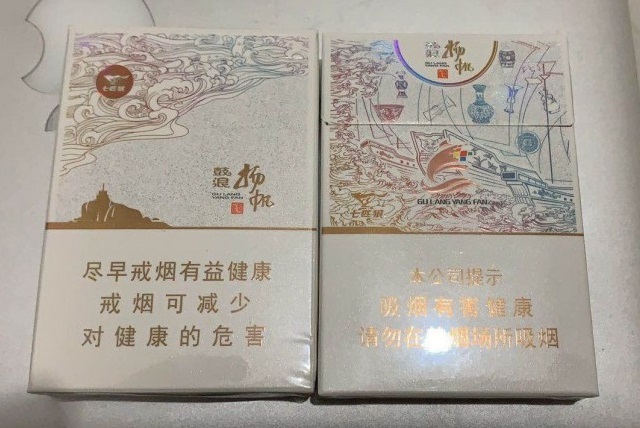 七匹狼
鼓浪
扬帆
GU LANG
YANG FAN
尽早戒烟有益健康
戒烟可减少
对健康的危害
鼓浪
扬帆
GU LANG
YANG FAN
GU LANG YANG FAN
七匹狼
本公司提示
吸烟有害健康
请勿在禁烟场所吸烟